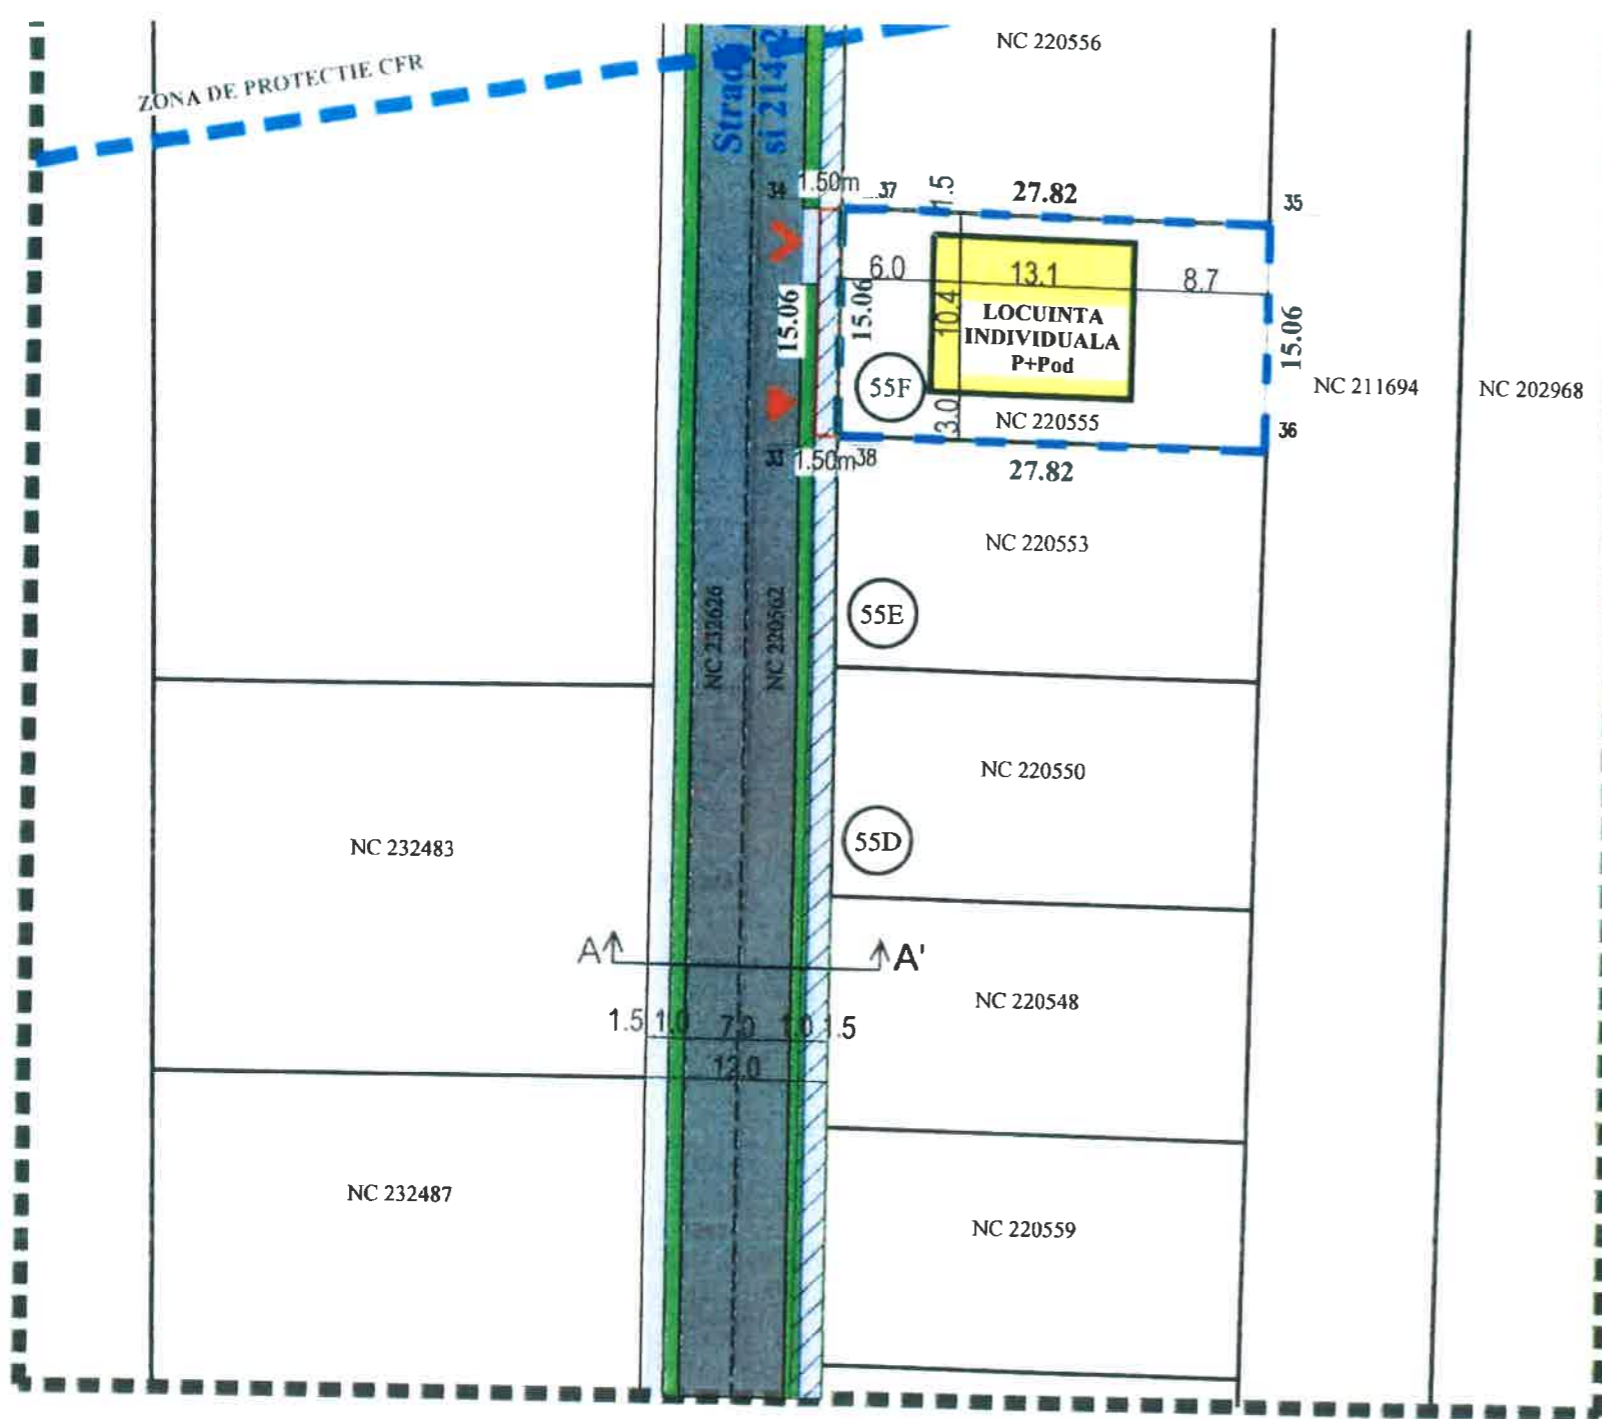 NC 220556
ZONA DE PROTECTIE CFR
si 214
1.50m
34
37
1.5
27.82
35
6.0
13.1
8.7
15.06
15.06
10.4
LOCUINTA
INDIVIDUALA
P+Pod
15.06
55F
NC 211694
NC 202968
3.0
NC 220555
36
1.50m
38
27.82
NC 220553
NC 232626
NC 220562
55E
NC 220550
NC 232483
55D
A
A'
NC 220548
1.5
1.0
7.0
1.0
1.5
12.0
NC 232487
NC 220559